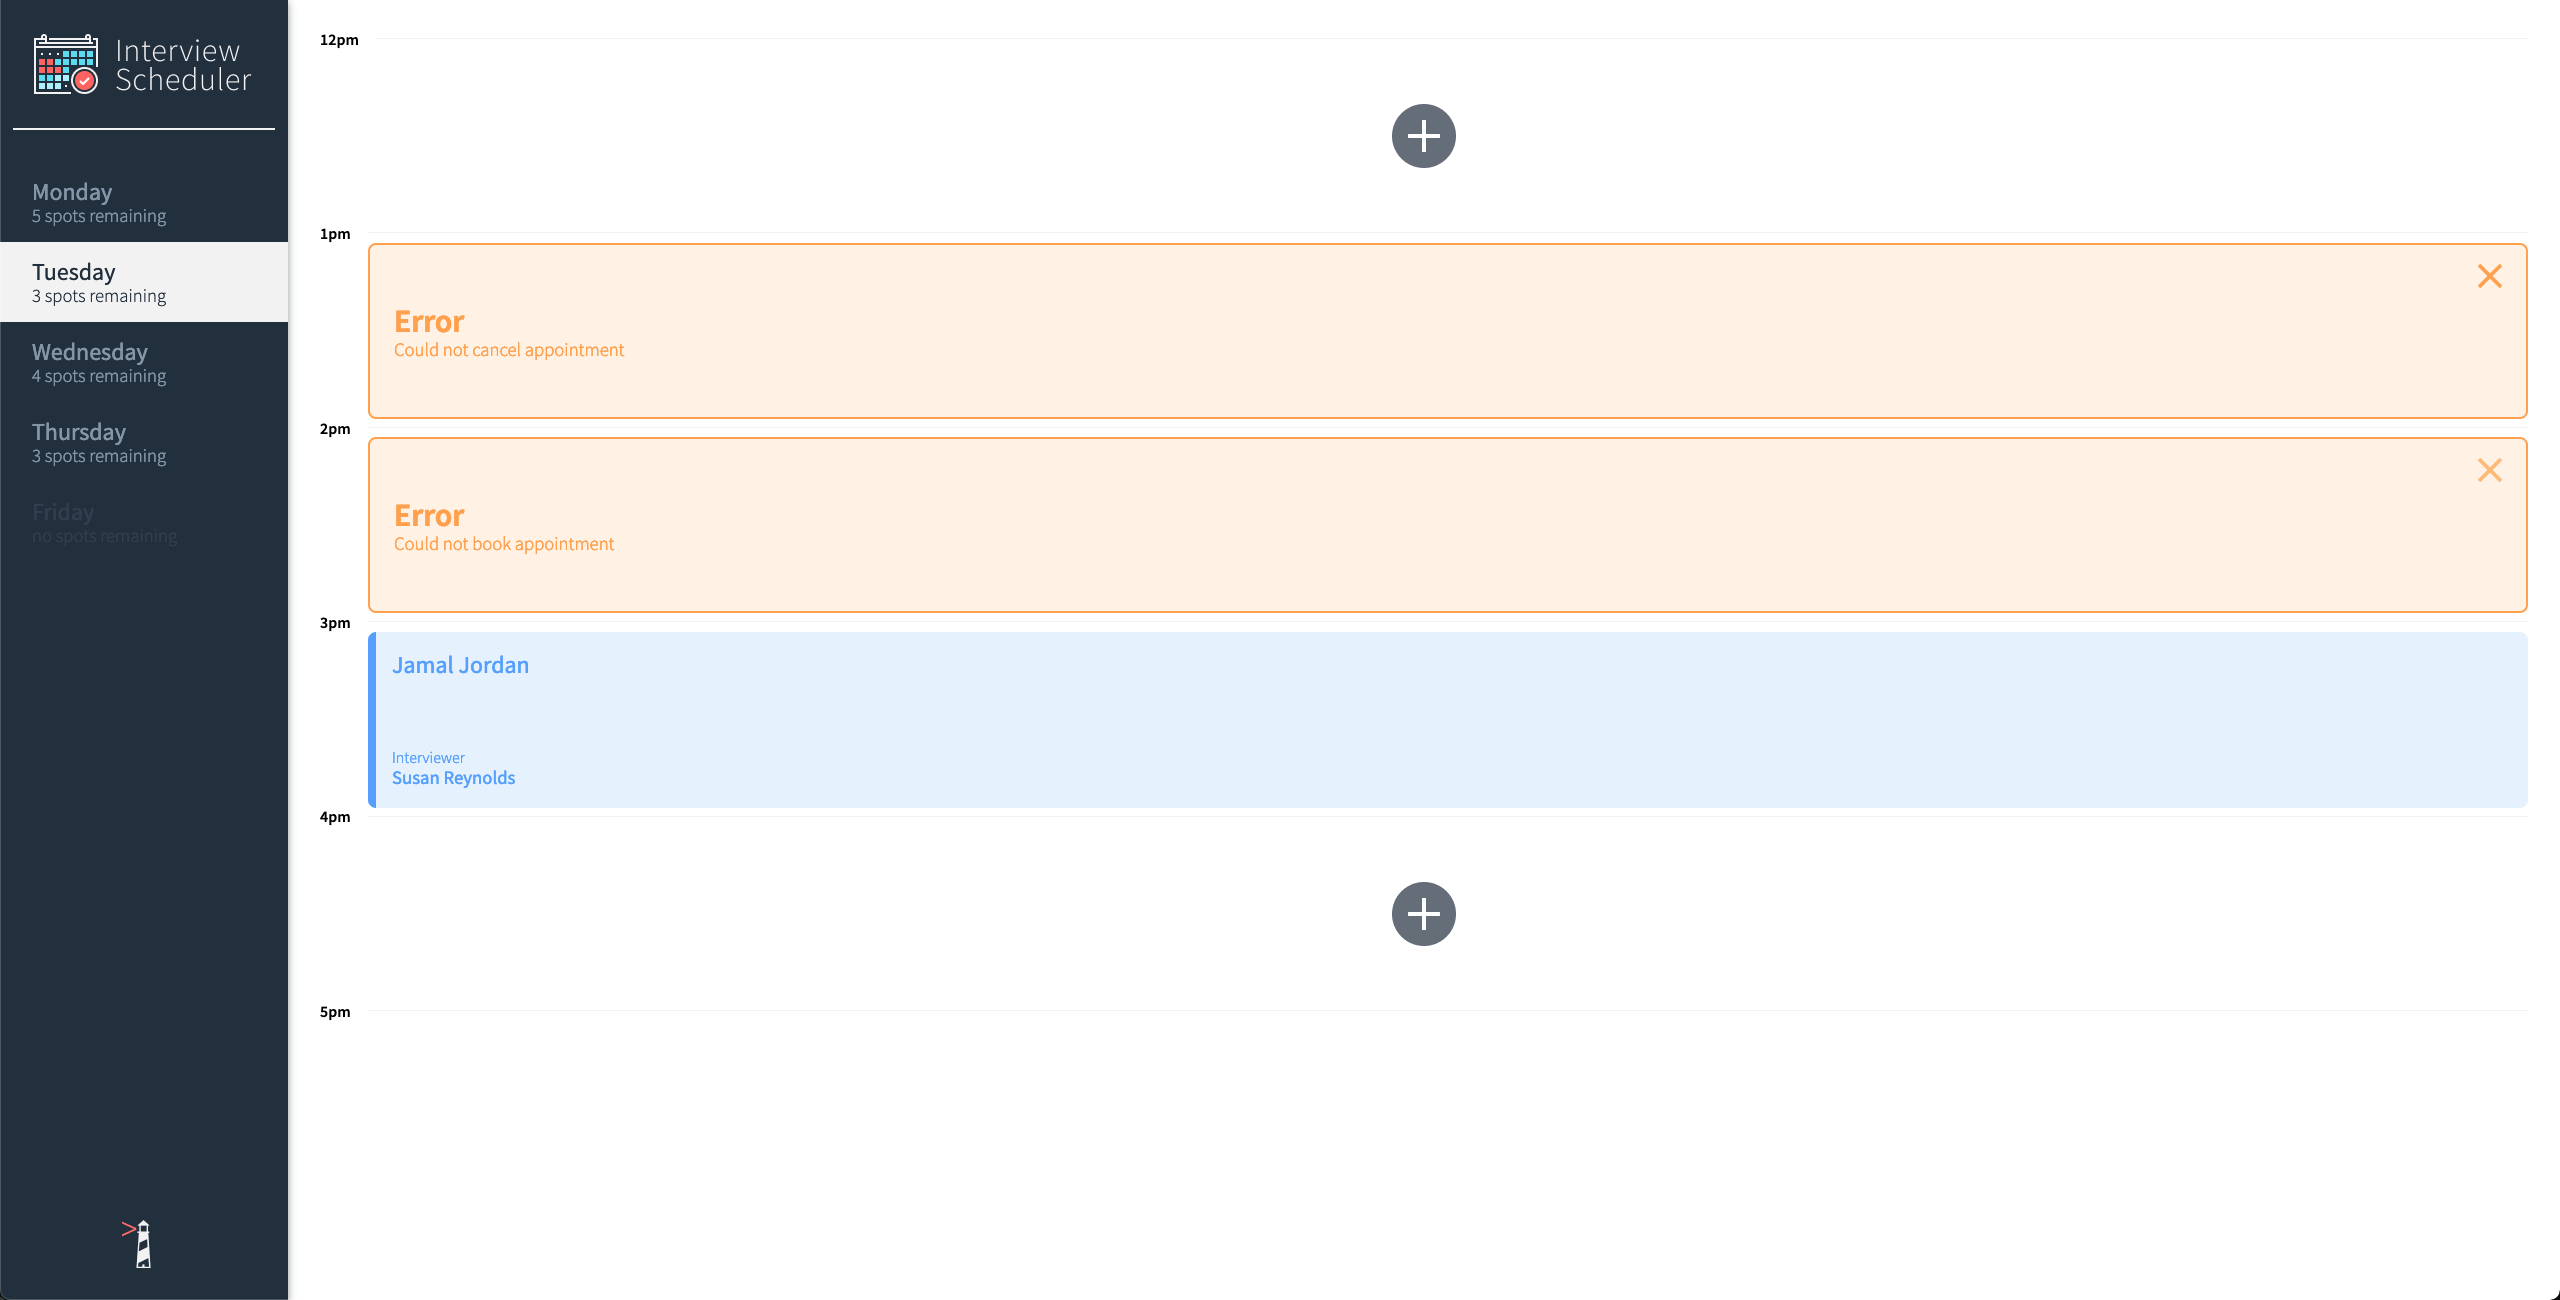 Interview
Scheduler
Monday
5 spots remaining
Tuesday
3 spots remaining
Wednesday
4 spots remaining
Thursday
3 spots remaining
Friday
no spots remaining
12pm
1pm
Error
Could not cancel appointment
2pm
Error
Could not book appointment
3pm
Jamal Jordan
Interviewer
Susan Reynolds
4pm
5pm